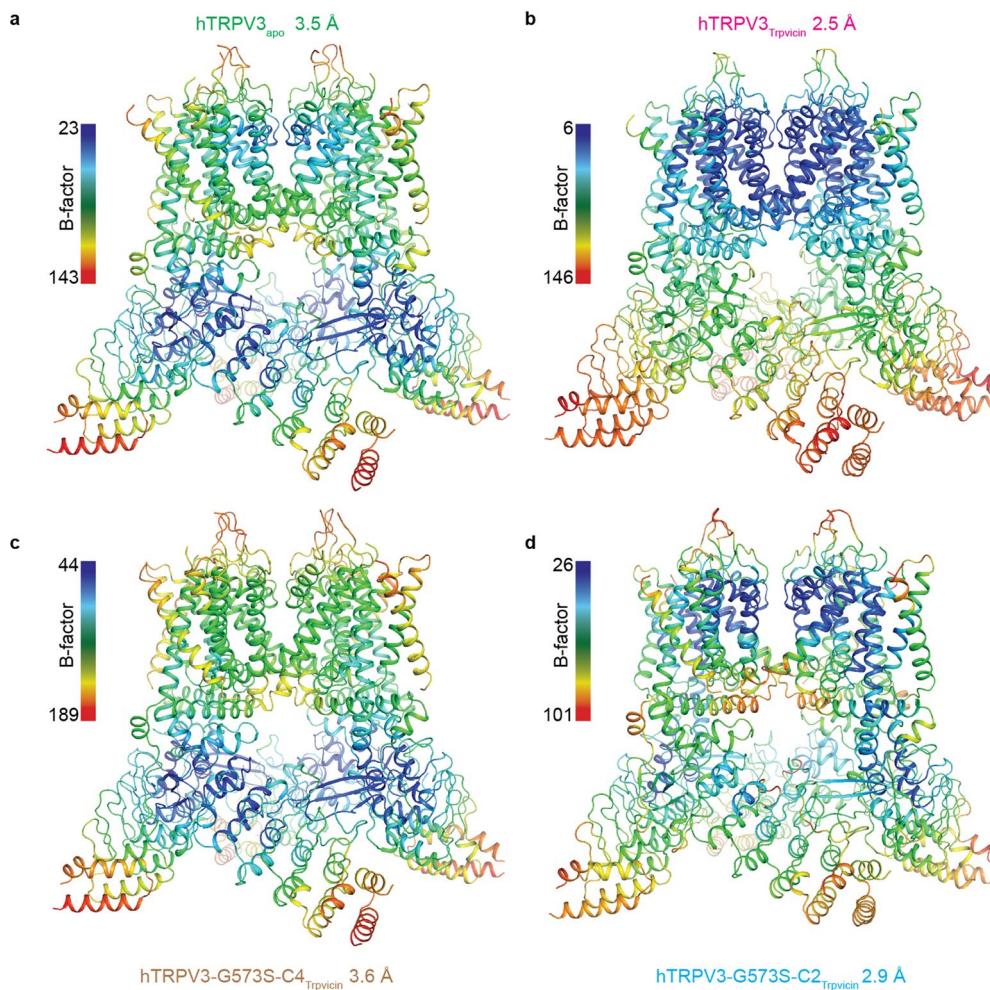 a
hTRPV3apo 3.5 Å
23
B-factor
143
b
hTRPV3Trpvicin 2.5 Å
6
B-factor
146
c
44
B-factor
189
hTRPV3-G573S-C4Trpvicin 3.6 Å
d
26
B-factor
101
hTRPV3-G573S-C2Trpvicin 2.9 Å